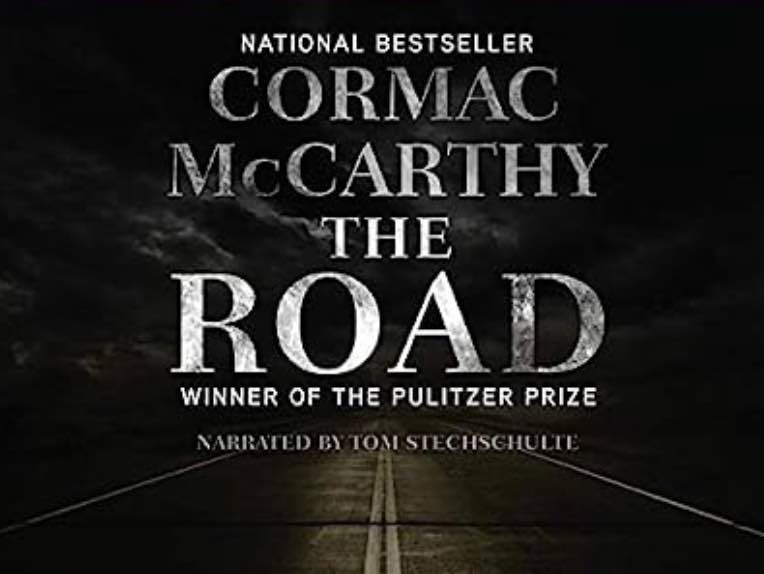 NATIONAL BESTSELLER
CORMAC
McCARTHY
THE
ROAD
WINNER OF THE PULITZER PRIZE
NARRATED BY TOM STECHSCHULTE